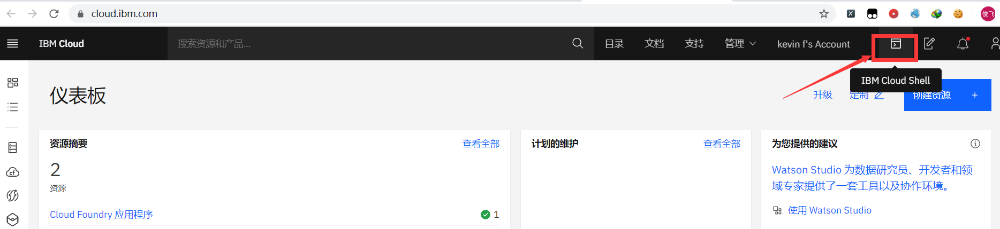 cloud.ibm.com
俊飞
IBM Cloud
搜索资源和产品...
目录
文档
支持
管理
kevin f's Account
IBM Cloud Shell
仪表板
升级
定制
创建资源 +
资源摘要
查看全部
计划的维护
查看全部
为您提供的建议
2
资源
Watson Studio 为数据研究员、开发者和领
域专家提供了一套工具以及协作环境。
cf
使用 Watson Studio
Cloud Foundry 应用程序
1